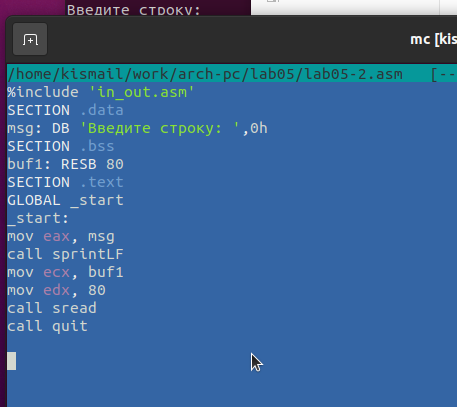 Введите строку:
mc [kis
/home/kismail/work/arch-pc/lab05/lab05-2.asm   [--
%include 'in_out.asm'
SECTION .data
msg: DB 'Введите строку: ',0h
SECTION .bss
buf1: RESB 80
SECTION .text
GLOBAL _start
_start:
mov eax, msg
call sprintLF
mov ecx, buf1
mov edx, 80
call sread
call quit